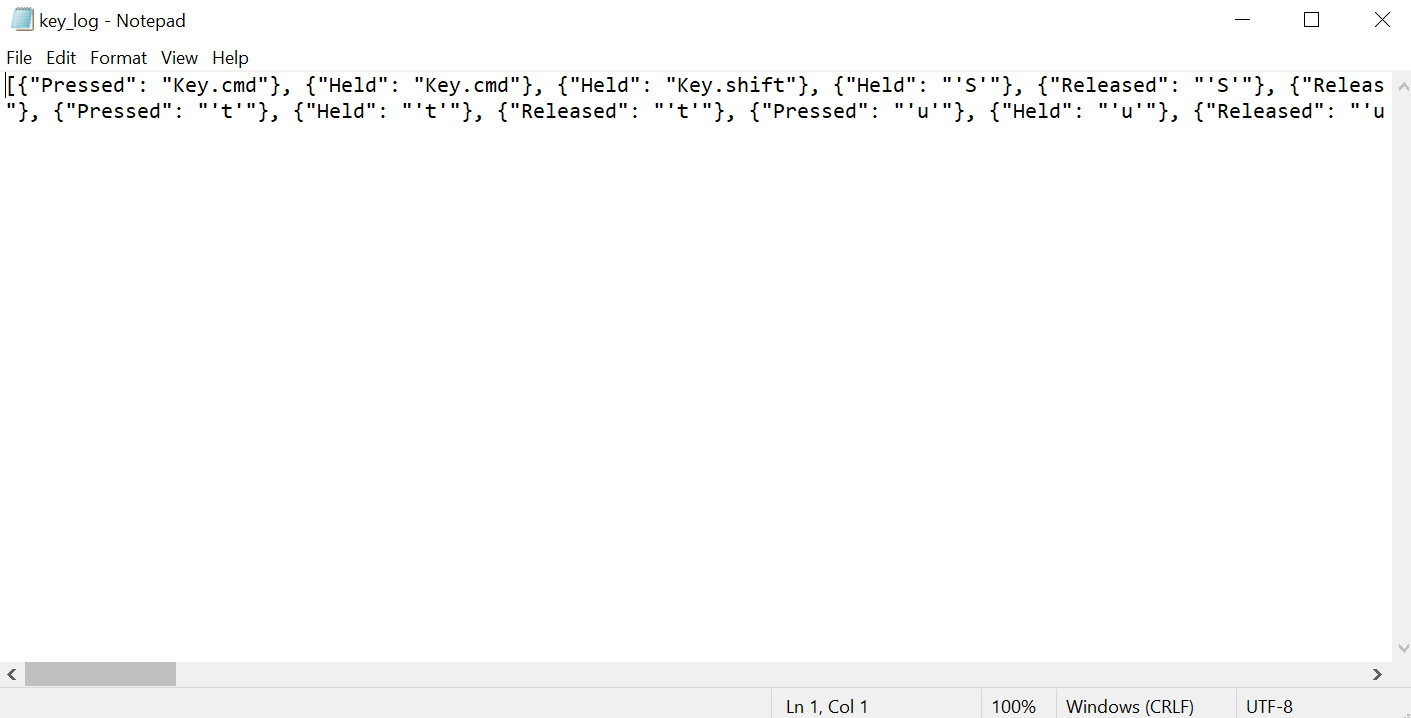 key_log - Notepad
File Edit Format View Help
[{"Pressed": "Key.cmd"}, {"Held": "Key.cmd"}, {"Held": "Key.shift"}, {"Held": "'S'"}, {"Released": "'S'"}, {"Releas
"}, {"Pressed": "'t'"}, {"Held": "'t'"}, {"Released": "'t'"}, {"Pressed": "'u'"}, {"Held": "'u'"}, {"Released": "'u
Ln 1, Col 1 100% Windows (CRLF) UTF-8